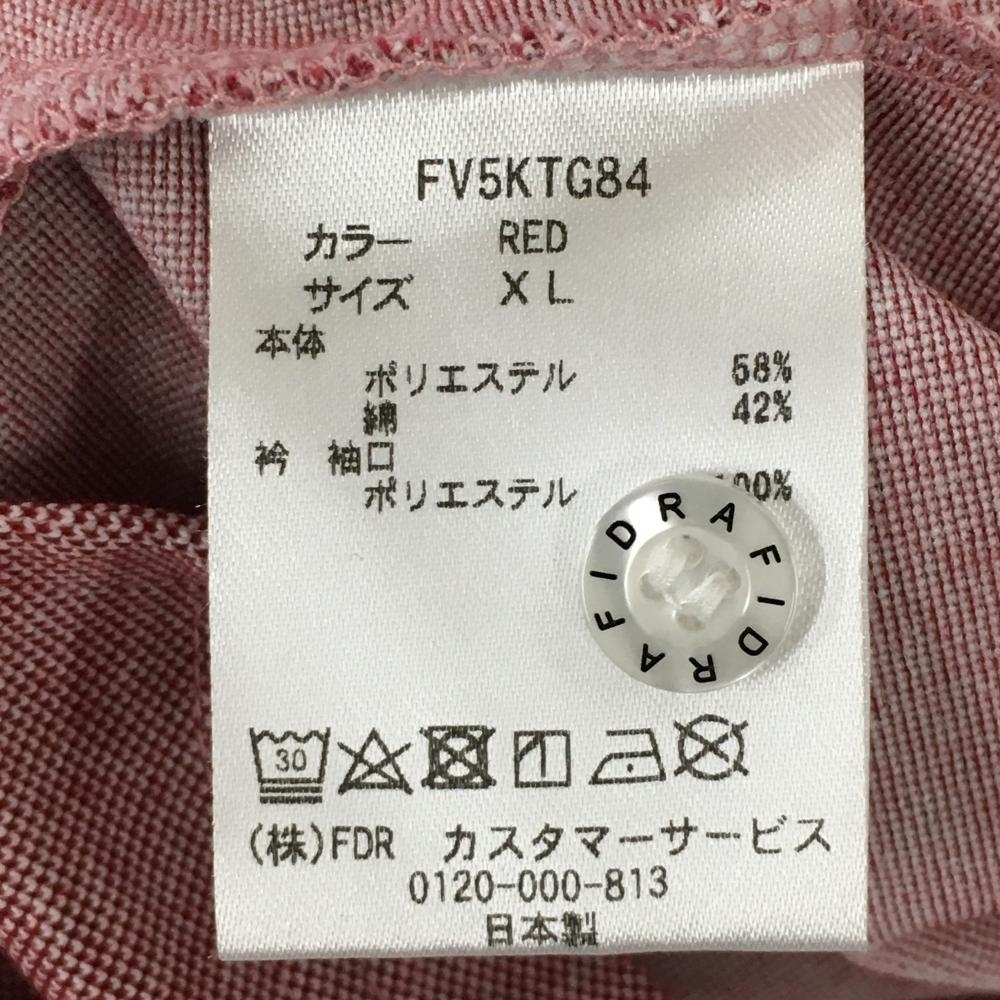 FV5KTG84
カラー RED
サイズ XL
本体
ポリエステル 58%
綿 42%
衿 袖口
ポリエステル 100%
FIDRAFIDRA
30
(株)FDR カスタマーサービス
0120-000-813
日本製